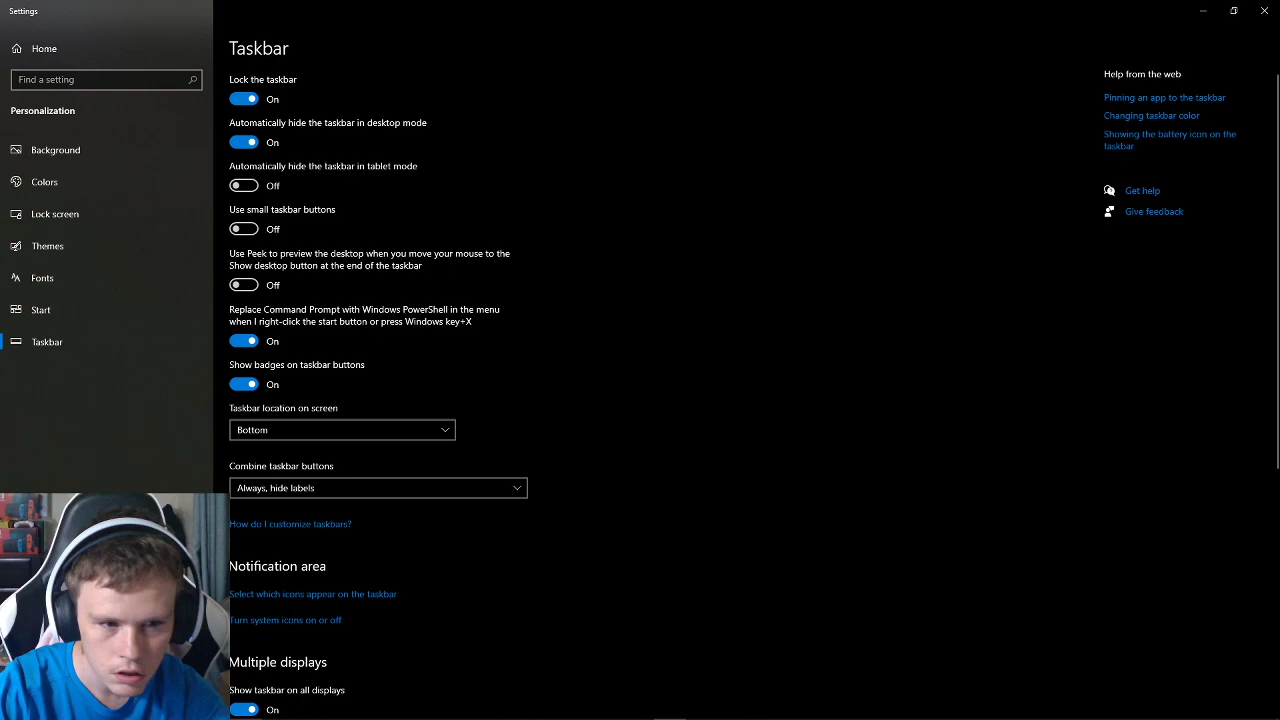 Settings
Home
Find a setting
Personalization
Background
Colors
Lock screen
Themes
Fonts
Start
Taskbar
Taskbar
Lock the taskbar
On
Automatically hide the taskbar in desktop mode
On
Automatically hide the taskbar in tablet mode
Off
Use small taskbar buttons
Off
Use Peek to preview the desktop when you move your mouse to the
Show desktop button at the end of the taskbar
Off
Replace Command Prompt with Windows PowerShell in the menu
when I right-click the start button or press Windows key+X
On
Show badges on taskbar buttons
On
Taskbar location on screen
Bottom
Combine taskbar buttons
Always, hide labels
How do I customize taskbars?
Notification area
Select which icons appear on the taskbar
Turn system icons on or off
Multiple displays
Show taskbar on all displays
On
Help from the web
Pinning an app to the taskbar
Changing taskbar color
Showing the battery icon on the
taskbar
Get help
Give feedback